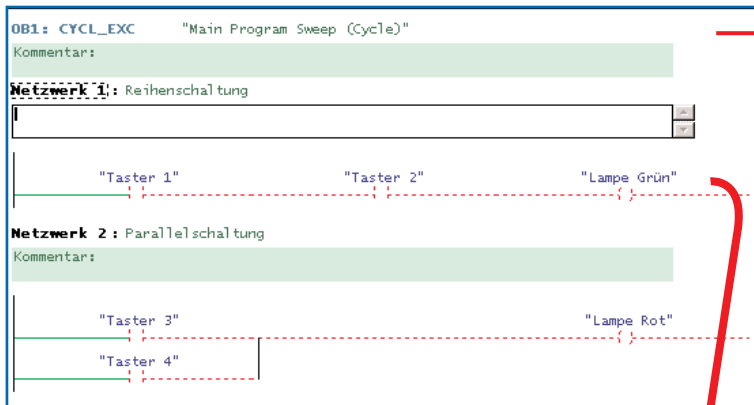 OB1: CYCL_EXC "Main Program Sweep (Cycle)"
Kommentar:
Netzwerk 1: Reihenschaltung
"Taster 1" "Taster 2" "Lampe Grün"
Netzwerk 2: Parallelschaltung
Kommentar:
"Taster 3" "Lampe Rot"
"Taster 4"